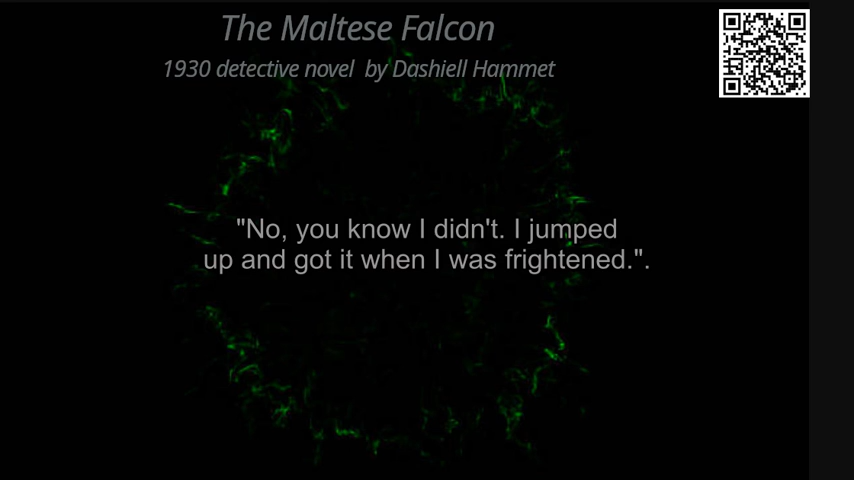 The Maltese Falcon
1930 detective novel  by Dashiell Hammet
"No, you know I didn't. I jumped
up and got it when I was frightened.".